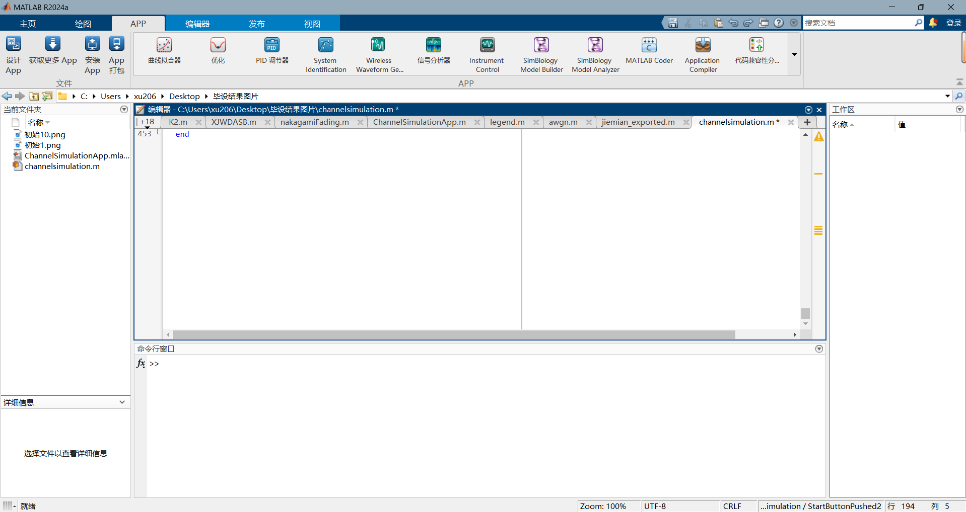 MATLAB R2024a
主页 绘图 APP 编辑器 发布 视图
搜索文档 登录
设计 App
获取更多 App
安装 App
App 打包
曲线拟合器
优化
PID 调节器
System Identification
Wireless Waveform Ge...
信号分析器
Instrument Control
SimBiology Model Builder
SimBiology Model Analyzer
MATLAB Coder
Application Compiler
代码兼容性分...
文件 APP
C: Users xu206 Desktop 毕设结果图片
当前文件夹
名称
初始10.png
初始1.png
ChannelSimulationApp.mla...
channelsimulation.m
详细信息
选择文件以查看详细信息
编辑器 - C:\Users\xu206\Desktop\毕设结果图片\channelsimulation.m *
+18 K2.m XJWDASB.m nakagamiFading.m ChannelSimulationApp.m legend.m awgn.m jiemian_exported.m channelsimulation.m *
453 end
命令行窗口
fx >>
工作区
名称 值
就绪
Zoom: 100% UTF-8 CRLF ...imulation / StartButtonPushed2 行 194 列 5